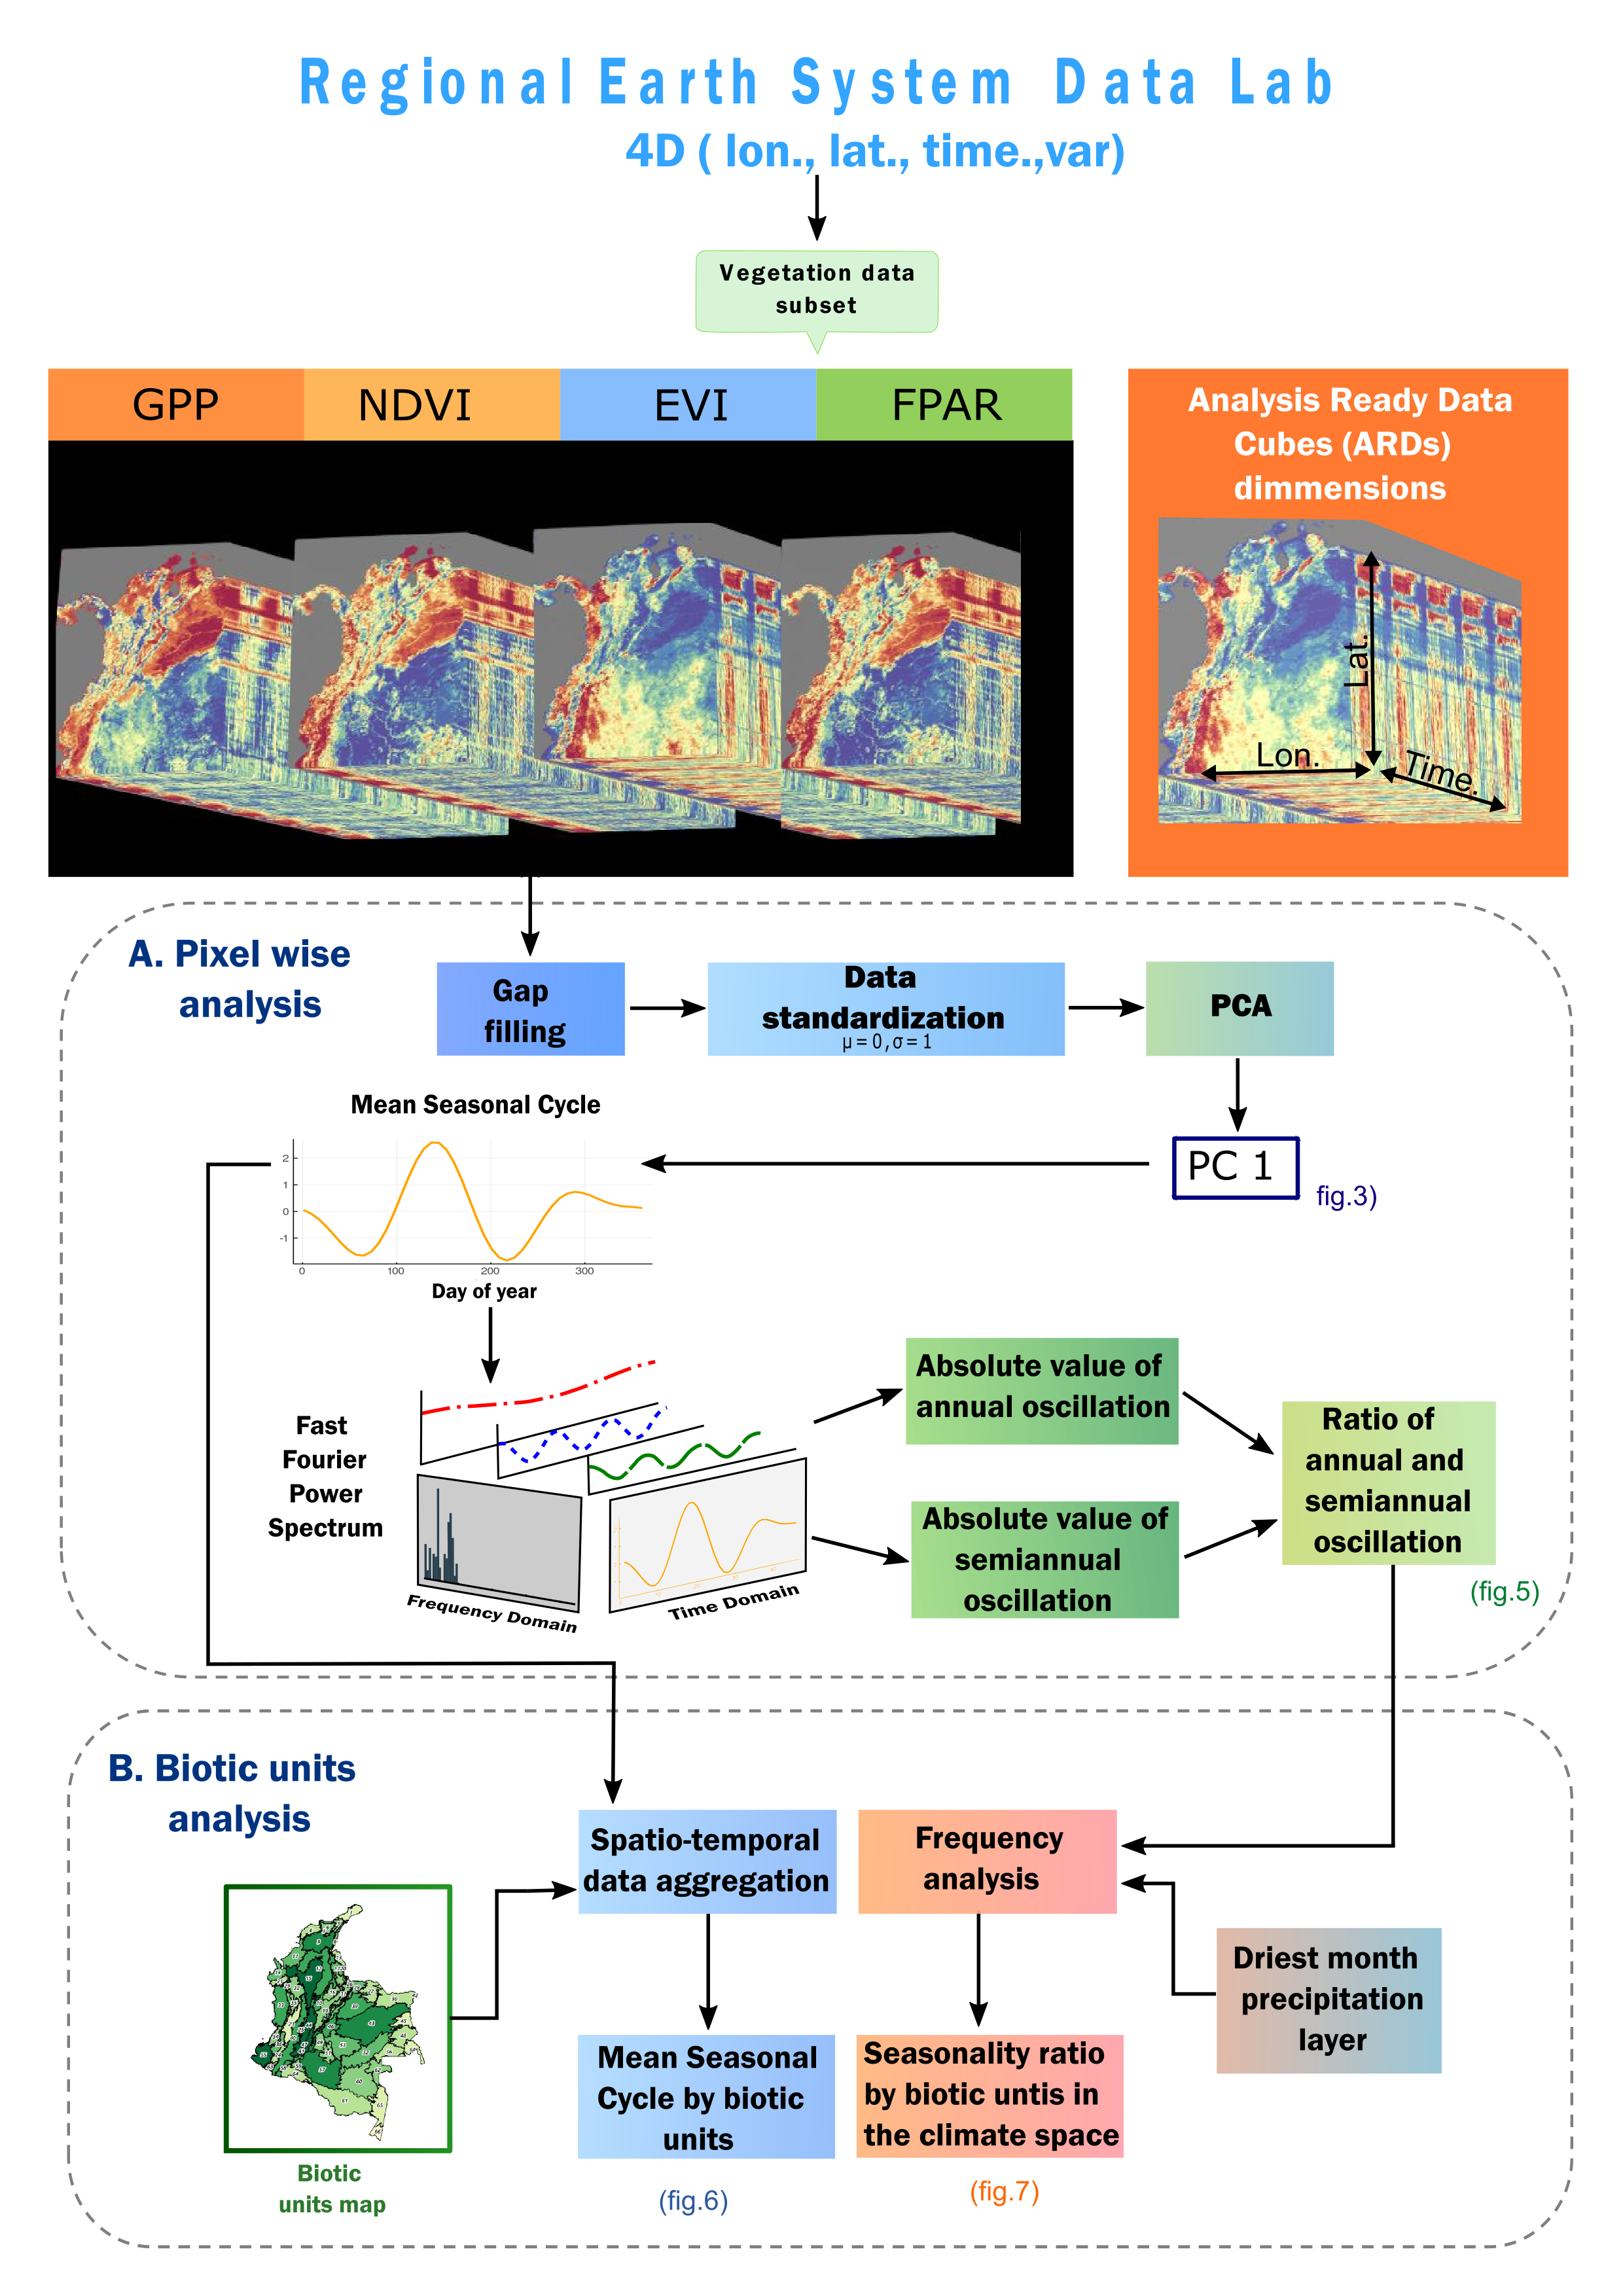 Regional Earth System Data Lab
4D ( lon., lat., time.,var)
Vegetation data
subset
GPP
NDVI
EVI
FPAR
Analysis Ready Data
Cubes (ARDs)
dimmensions
Lat.
Lon.
Time.
A. Pixel wise
analysis
Gap
filling
Data
standardization
μ = 0,σ = 1
PCA
PC 1
fig.3)
Mean Seasonal Cycle
2
1
0
-1
0
100
200
300
Day of year
Fast
Fourier
Power
Spectrum
Frequency Domain
Time Domain
Absolute value of
annual oscillation
Absolute value of
semiannual
oscillation
Ratio of
annual and
semiannual
oscillation
(fig.5)
B. Biotic units
analysis
Spatio-temporal
data aggregation
Frequency
analysis
Driest month
precipitation
layer
Biotic
units map
Mean Seasonal
Cycle by biotic
units
(fig.6)
Seasonality ratio
by biotic untis in
the climate space
(fig.7)